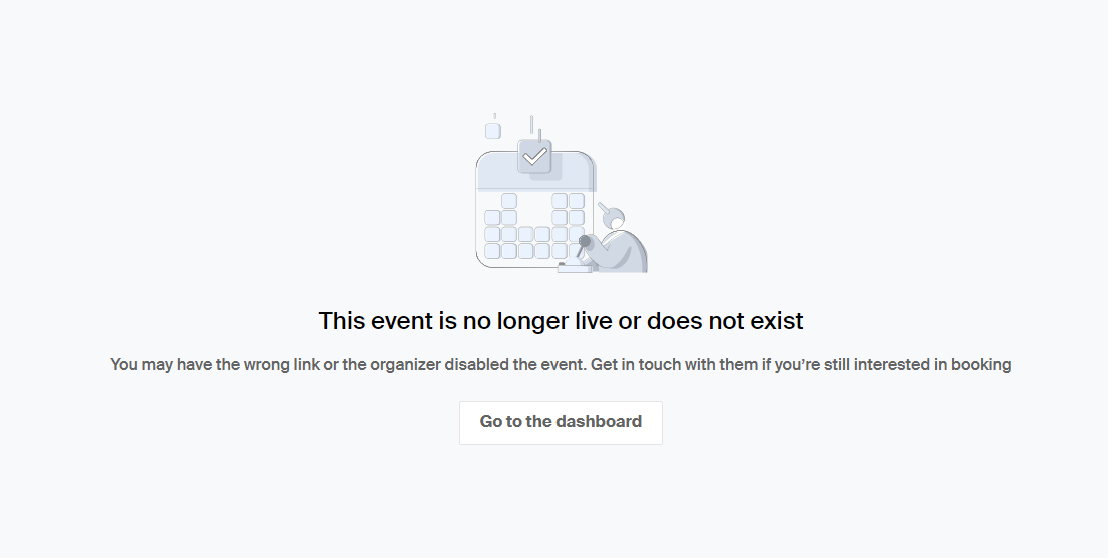 This event is no longer live or does not exist
You may have the wrong link or the organizer disabled the event. Get in touch with them if you’re still interested in booking
Go to the dashboard